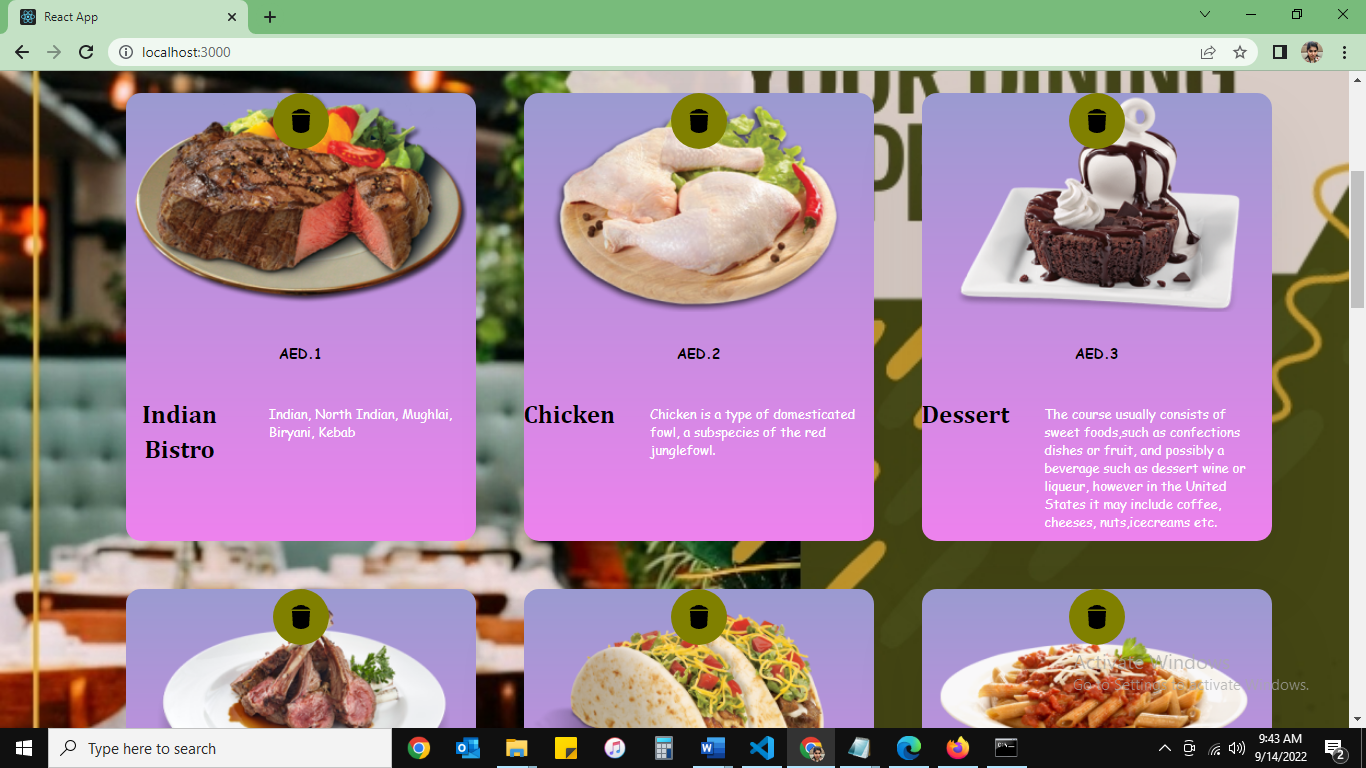 React App
localhost:3000
YOUR DINING
AED.1
AED.2
AED.3
Indian
Bistro
Indian, North Indian, Mughlai,
Biryani, Kebab
Chicken
Chicken is a type of domesticated
fowl, a subspecies of the red
junglefowl.
Dessert
The course usually consists of
sweet foods,such as confections
dishes or fruit, and possibly a
beverage such as dessert wine or
liqueur, however in the United
States it may include coffee,
cheeses, nuts,icecreams etc.
Activate Windows
Go to Settings to activate Windows.
Type here to search
9:43 AM
9/14/2022
2